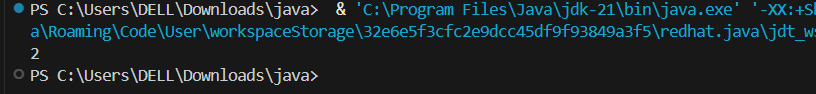 PS C:\Users\DELL\Downloads\java>  & 'C:\Program Files\Java\jdk-21\bin\java.exe' '-XX:+Sh
a\Roaming\Code\User\workspaceStorage\32e6e5f3cfc2e9dcc45df9f93849a3f5\redhat.java\jdt_ws
2
PS C:\Users\DELL\Downloads\java>